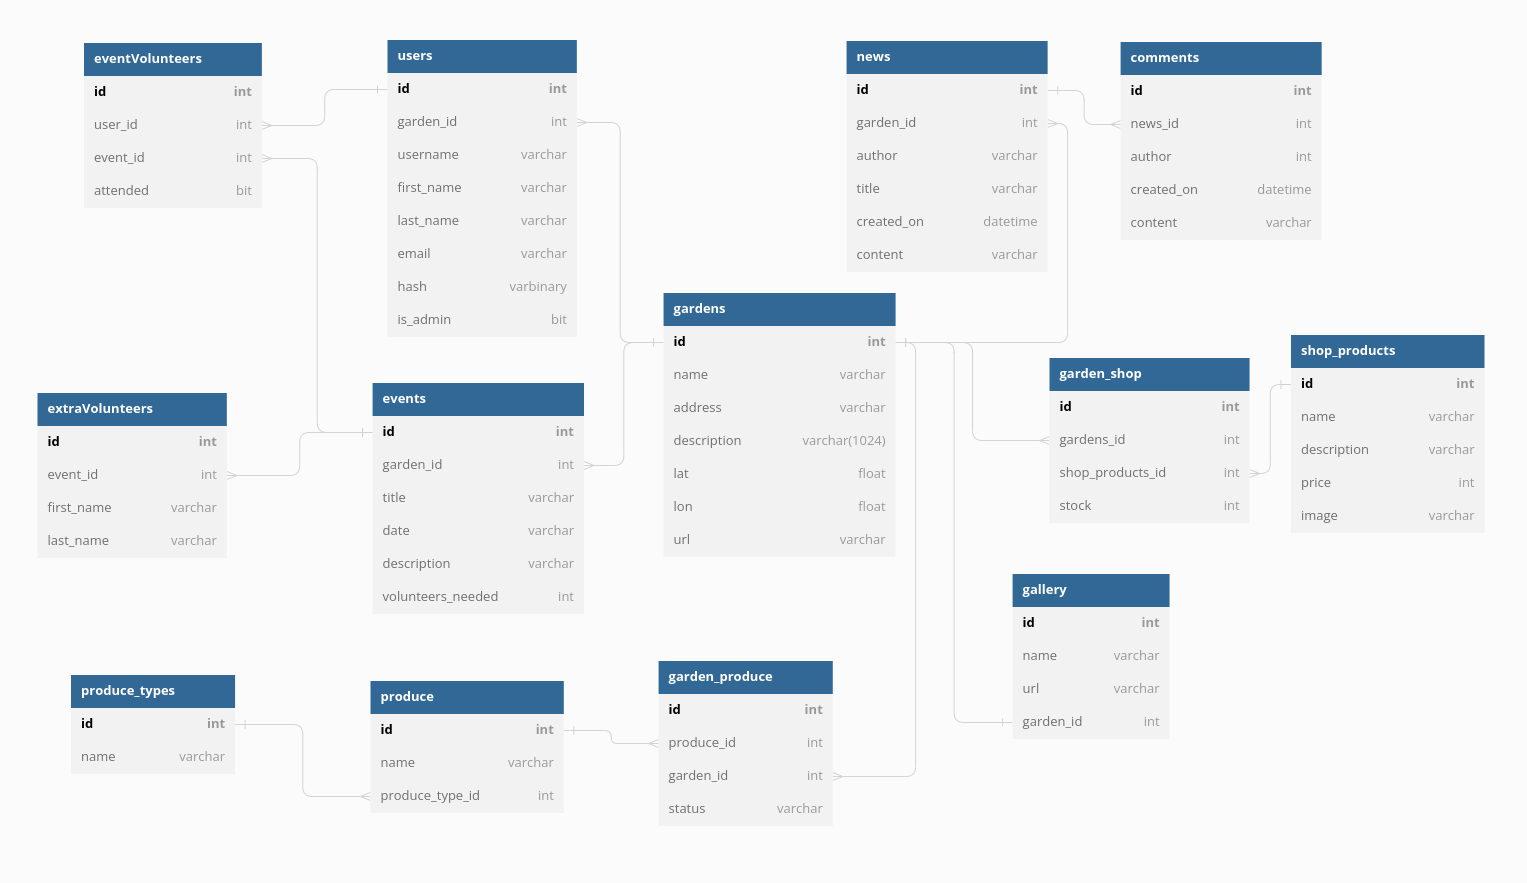 eventVolunteers
id int
user_id int
event_id int
attended bit
users
id int
garden_id int
username varchar
first_name varchar
last_name varchar
email varchar
hash varbinary
is_admin bit
news
id int
garden_id int
author varchar
title varchar
created_on datetime
content varchar
comments
id int
news_id int
author int
created_on datetime
content varchar
gardens
id int
name varchar
address varchar
description varchar(1024)
lat float
lon float
url varchar
garden_shop
id int
gardens_id int
shop_products_id int
stock int
shop_products
id int
name varchar
description varchar
price int
image varchar
extraVolunteers
id int
event_id int
first_name varchar
last_name varchar
events
id int
garden_id int
title varchar
date varchar
description varchar
volunteers_needed int
gallery
id int
name varchar
url varchar
garden_id int
produce_types
id int
name varchar
produce
id int
name varchar
produce_type_id int
garden_produce
id int
produce_id int
garden_id int
status varchar